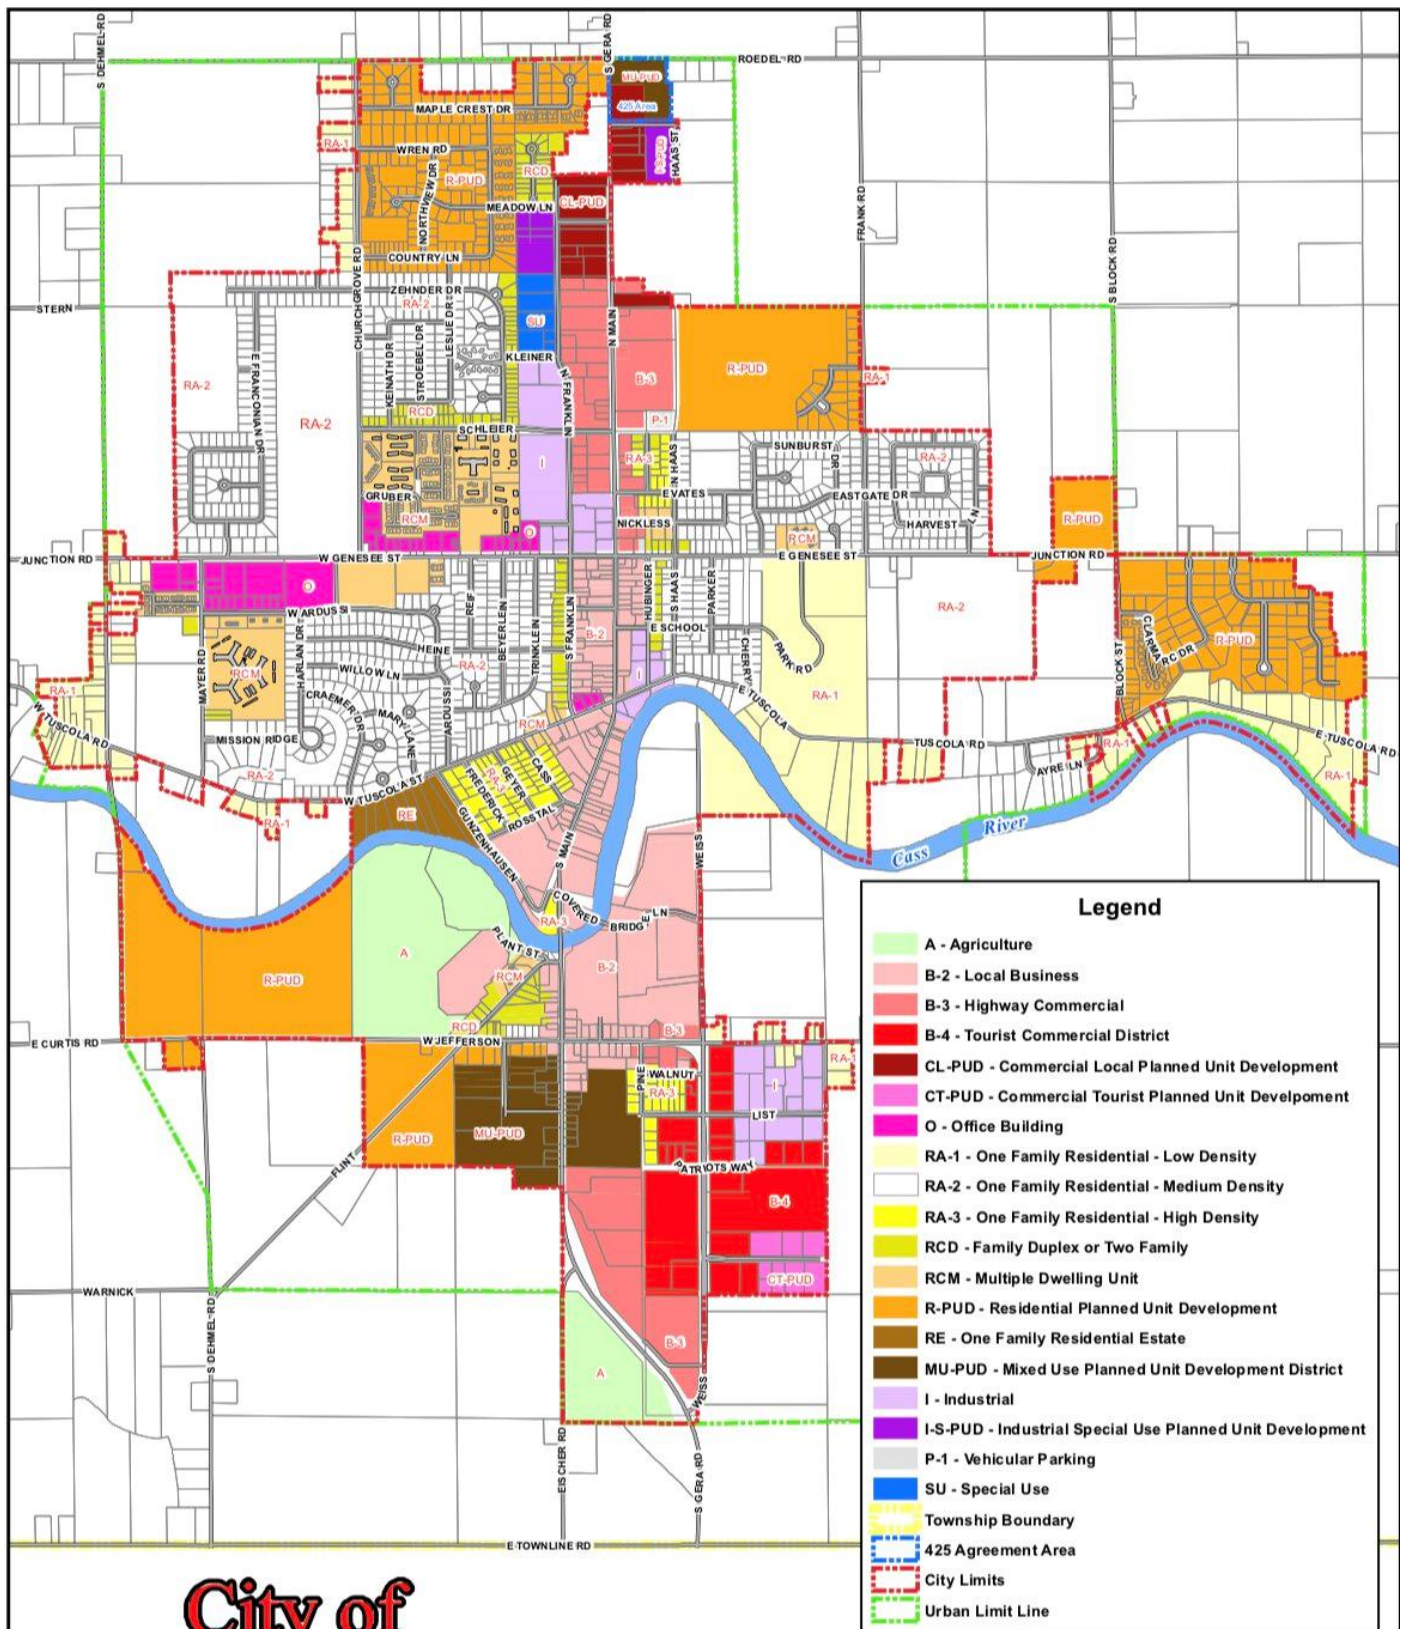 S DEHMEL RD
S GERA RD
ROEDEL RD
MU-PUD
425 Area
MAPLE CREST DR
RA-1
WREN RD
R-PUD
NORTHVIEW DR
RCD
I-S-PUD
HAAS ST
CL-PUD
MEADOW LN
FRANK RD
S BLOCK RD
COUNTRY LN
CHURCHGROVE RD
ZEHNDER DR
RA-2
STERN
LESLIE DR
STROEBEL DR
KEINATH DR
SU
N MAIN
KLEINER
E FRANCONIAN DR
RA-2
RA-2
N FRANKLIN
B-3
R-PUD
RA-1
RCD
P-1
SCHLEIER
SUNBURST DR
RA-3
N HAAS
RA-2
I
GRUBER
RCM
E VATES
EASTGATE DR
NICKLESS
HARVEST
LN
R-PUD
O
RCM
JUNCTION RD
W GENESEE ST
E GENESEE ST
JUNCTION RD
O
W ARDUSSI
REIF
BEYERLEIN
TRINKLEIN
S FRANKLIN
HUBINGER
S HAAS
PARKER
RA-2
B-2
E SCHOOL
CHERRY
PARK RD
CLARMARC DR
R-PUD
BLOCK ST
HEINE
WILLOW LN
RA-2
HARLAN DR
MAYER RD
RCM
I
RA-1
RA-1
CRAEMER DR
MARY LANE
ARDUSSI
E TUSCOLA
W TUSCOLA RD
MISSION RIDGE
RCM
TUSCOLA RD
RA-1
E TUSCOLA RD
RA-2
AYRE LN
RA-1
W TUSCOLA ST
RA-3
FREDERICK
GEYER
CASS
ROSSTAL
RA-1
RE
GUNZENHAUSEN
S MAIN
WEISS
Cass
River
COVERED
BRIDGE LN
RA-3
PLANT ST
A
B-2
RCM
R-PUD
RCD
B-3
E CURTIS RD
W JEFFERSON
RA-1
PINE
WALNUT
RA-3
I
LIST
R-PUD
MU-PUD
PATRIOTS WAY
FLINT
B-4
CT-PUD
WARNICK
S DEHMEL RD
B-3
A
WEISS
EISCHER RD
S GERA RD
E TOWNLINE RD
City of
Legend
A - Agriculture
B-2 - Local Business
B-3 - Highway Commercial
B-4 - Tourist Commercial District
CL-PUD - Commercial Local Planned Unit Development
CT-PUD - Commercial Tourist Planned Unit Develpoment
O - Office Building
RA-1 - One Family Residential - Low Density
RA-2 - One Family Residential - Medium Density
RA-3 - One Family Residential - High Density
RCD - Family Duplex or Two Family
RCM - Multiple Dwelling Unit
R-PUD - Residential Planned Unit Development
RE - One Family Residential Estate
MU-PUD - Mixed Use Planned Unit Development District
I - Industrial
I-S-PUD - Industrial Special Use Planned Unit Development
P-1 - Vehicular Parking
SU - Special Use
Township Boundary
425 Agreement Area
City Limits
Urban Limit Line